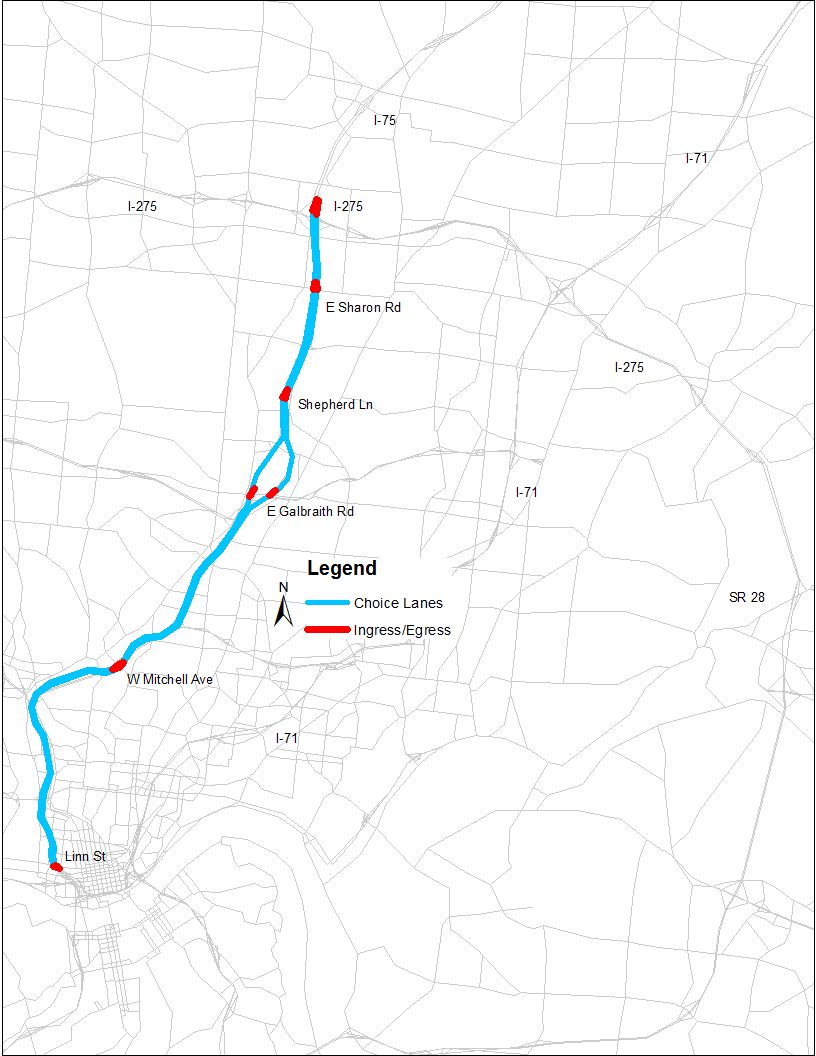 I-75
I-71
I-275
I-275
E Sharon Rd
I-275
Shepherd Ln
I-71
E Galbraith Rd
Legend
N
Choice Lanes
SR 28
Ingress/Egress
W Mitchell Ave
I-71
Linn St